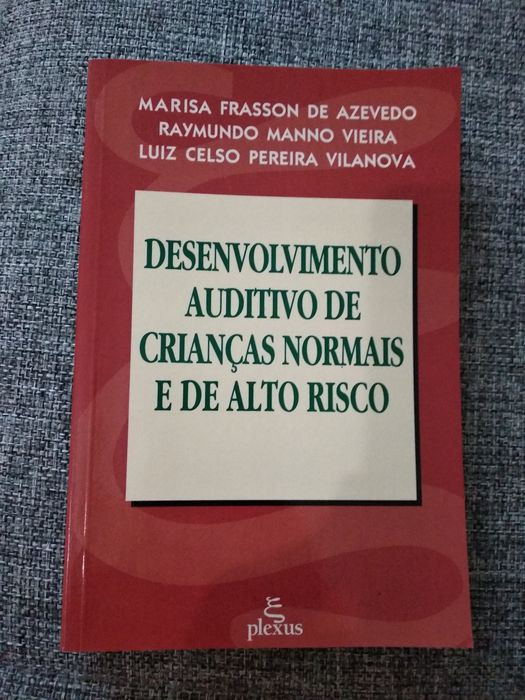 MARISA FRASSON DE AZEVEDO
RAYMUNDO MANNO VIEIRA
LUIZ CELSO PEREIRA VILANOVA
DESENVOLVIMENTO
AUDITIVO DE
CRIANÇAS NORMAIS
E DE ALTO RISCO
plexus